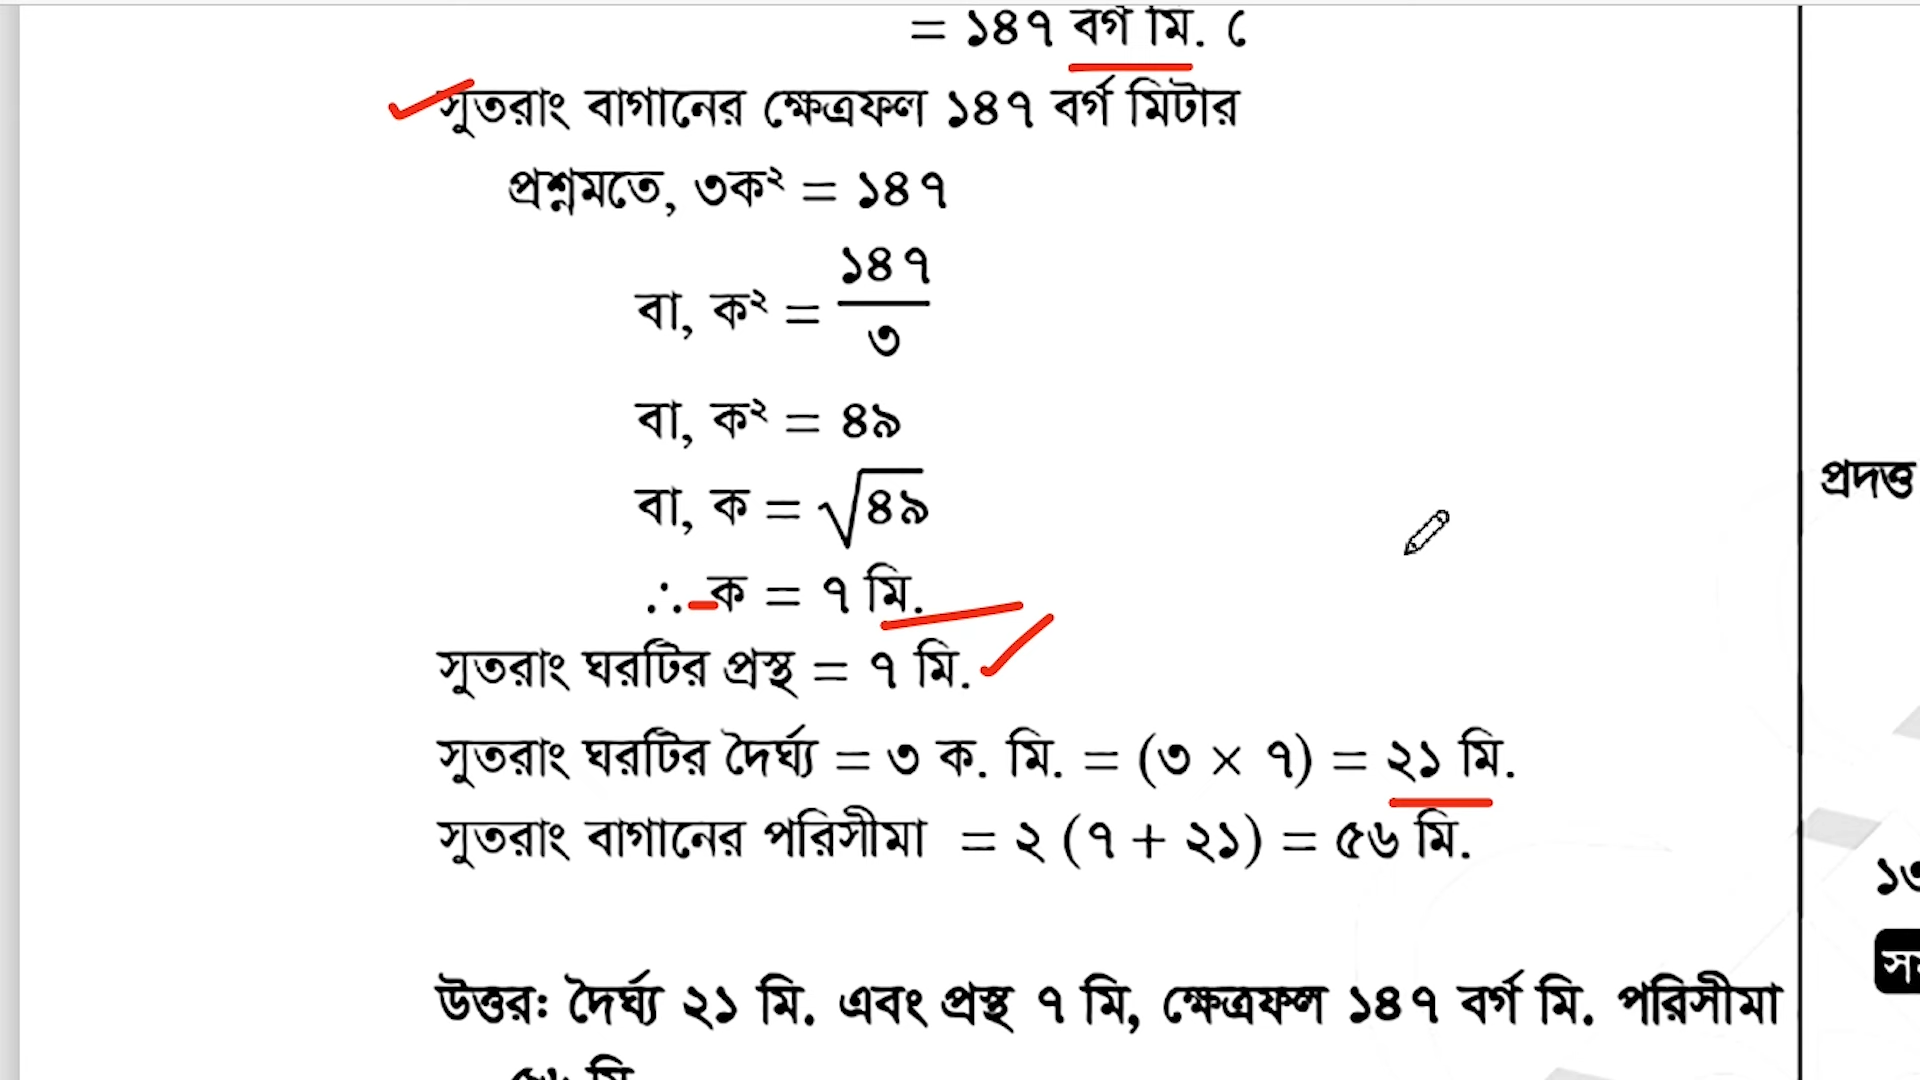 = ১৪৭ বর্গ মি.
সুতরাং বাগানের ক্ষেত্রফল ১৪৭ বর্গ মিটার
প্রশ্নমতে, ৩ক² = ১৪৭
বা, ক² = ১৪৭/৩
বা, ক² = ৪৯
বা, ক = √৪৯
∴ ক = ৭ মি.
সুতরাং ঘরটির প্রস্থ = ৭ মি.
সুতরাং ঘরটির দৈর্ঘ্য = ৩ ক. মি. = (৩ × ৭) = ২১ মি.
সুতরাং বাগানের পরিসীমা = ২ (৭ + ২১) = ৫৬ মি.
উত্তরঃ দৈর্ঘ্য ২১ মি. এবং প্রস্থ ৭ মি, ক্ষেত্রফল ১৪৭ বর্গ মি. পরিসীমা
প্রদত্ত